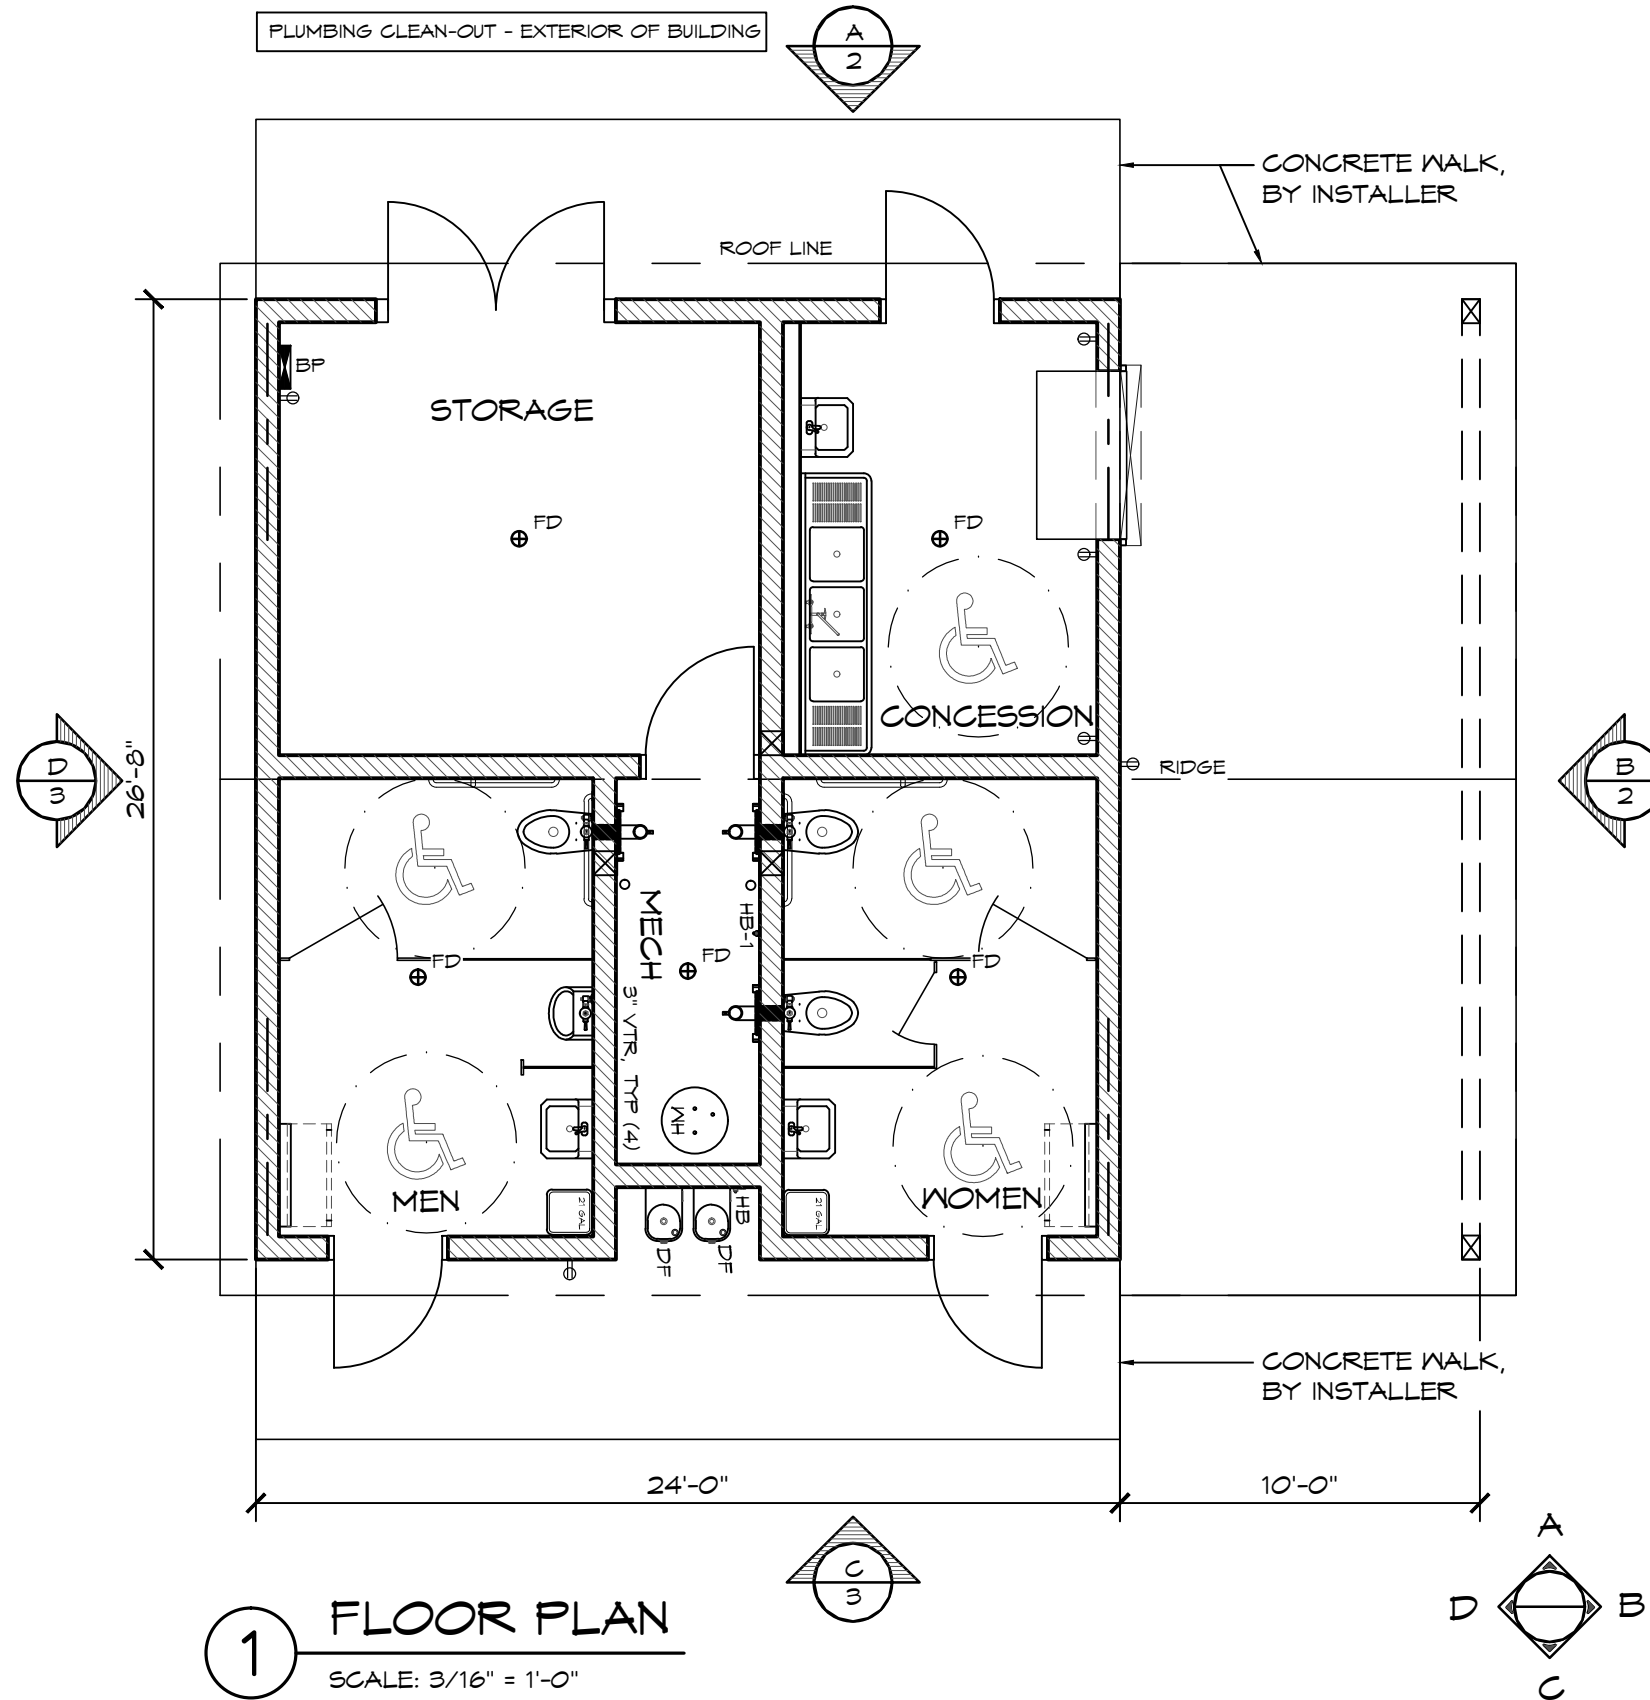 PLUMBING CLEAN-OUT - EXTERIOR OF BUILDING
A
2
CONCRETE WALK,
BY INSTALLER
ROOF LINE
BP
STORAGE
FD
FD
CONCESSION
RIDGE
D
3
26'-8"
B
2
MECH
HB-1
FD
FD
FD
3" VTR, TYP (4)
WH
MEN
WOMEN
21 GAL
21 GAL
HB
DF
DF
CONCRETE WALK,
BY INSTALLER
24'-0"
10'-0"
C
3
A
D
B
C
1
FLOOR PLAN
SCALE: 3/16" = 1'-0"